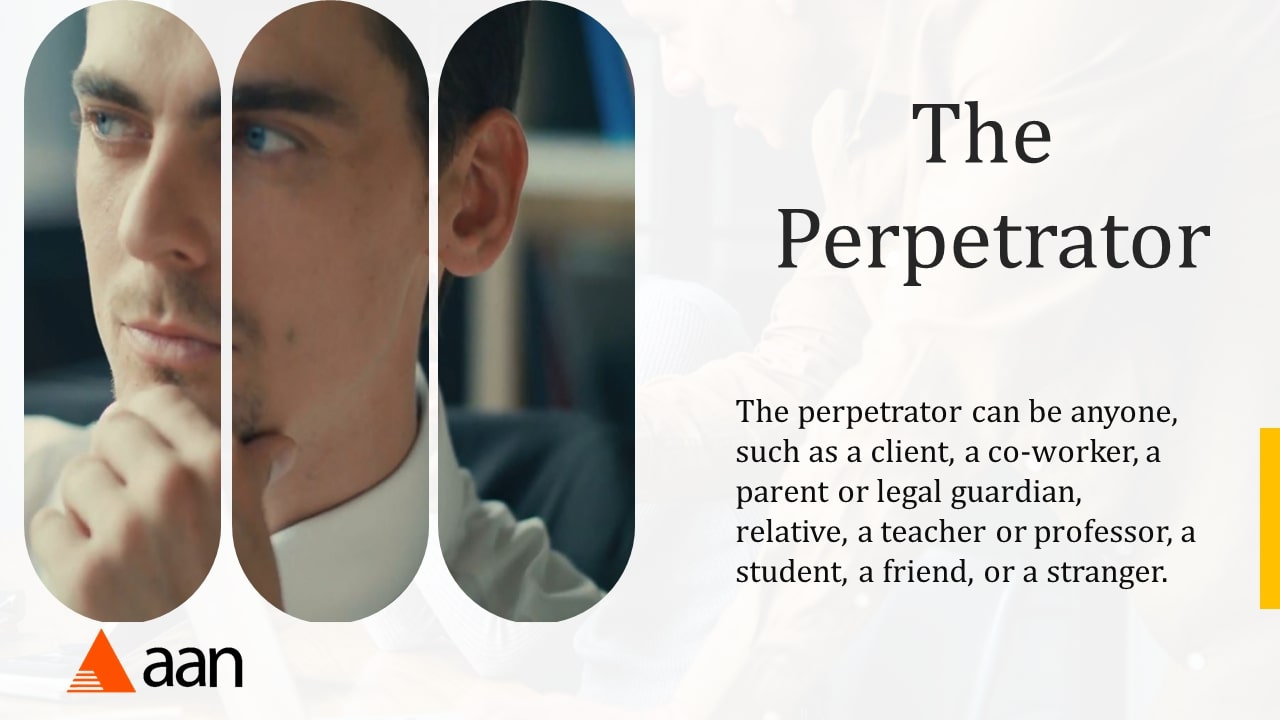 The
Perpetrator
The perpetrator can be anyone,
such as a client, a co-worker, a
parent or legal guardian,
relative, a teacher or professor, a
student, a friend, or a stranger.
aan